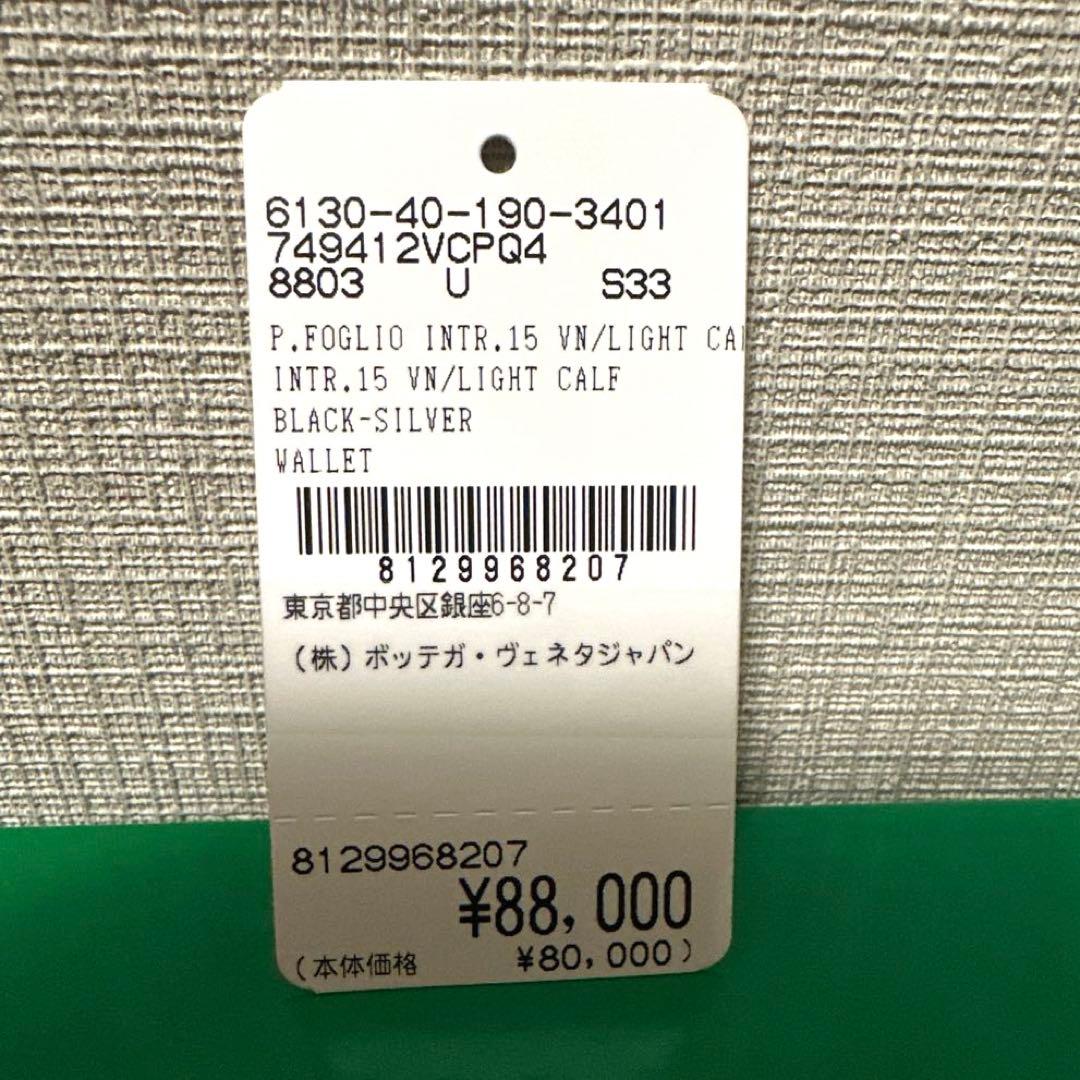 6130-40-190-3401
749412VCPQ4
8803 U S33
P.FOGLIO INTR.15 VN/LIGHT
INTR.15 VN/LIGHT CALF
BLACK-SILVER
WALLET
8129968207
東京都中央区銀座6-8-7
(株)ボッテガ・ヴェネタジャパン
8129968207
¥88,000
(本体価格 ¥80,000)